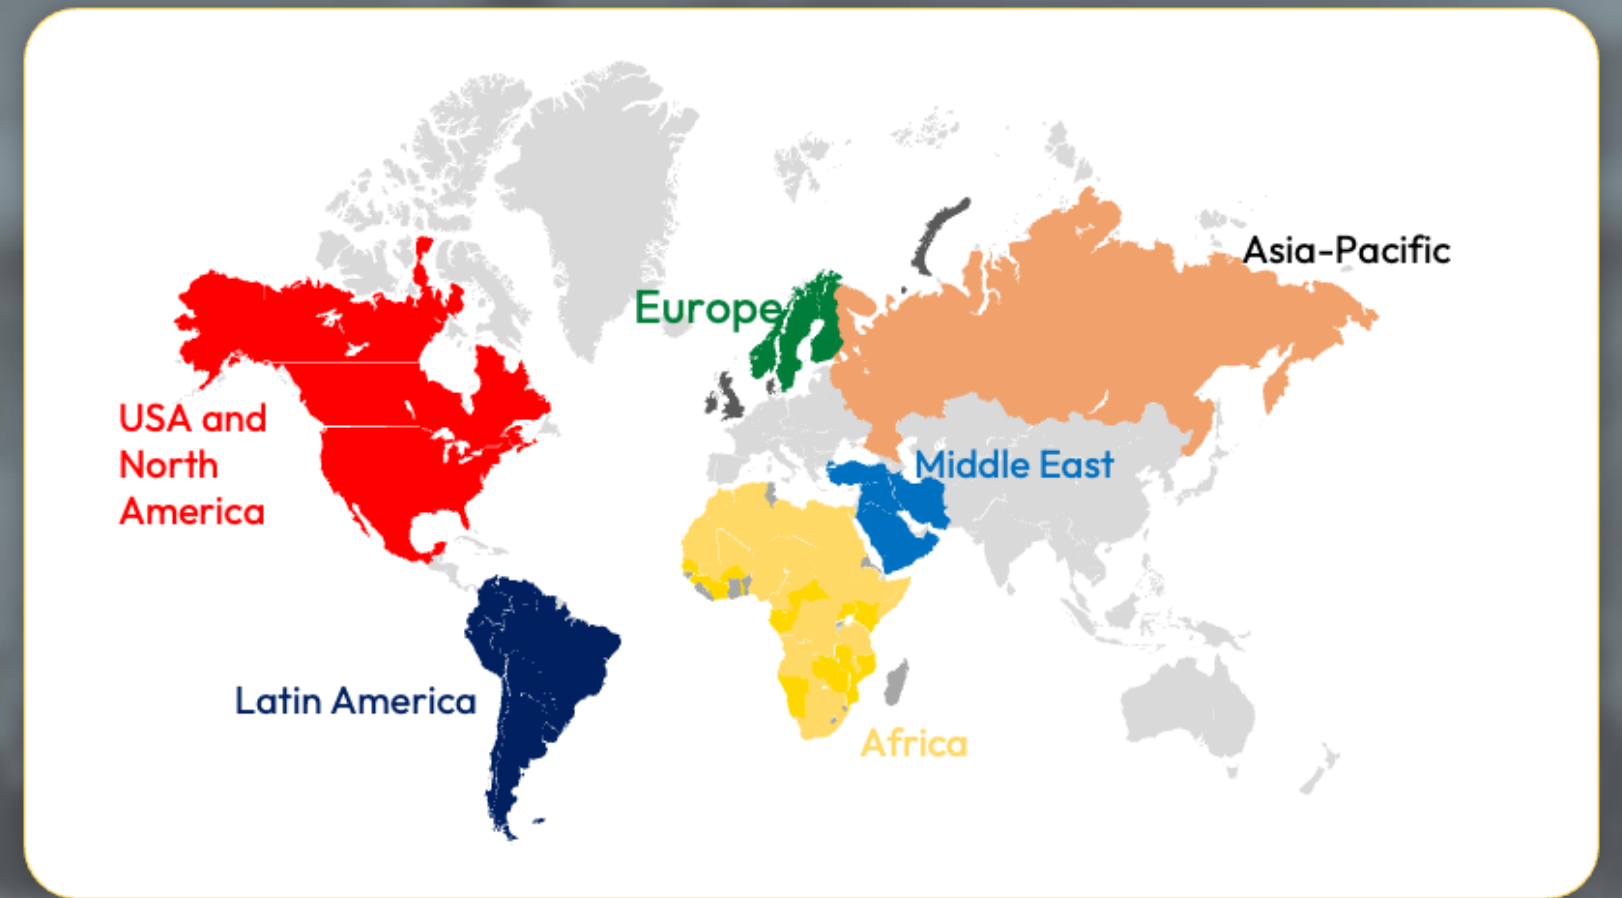 Asia-Pacific
Europe
USA and
North
America
Middle East
Latin America
Africa